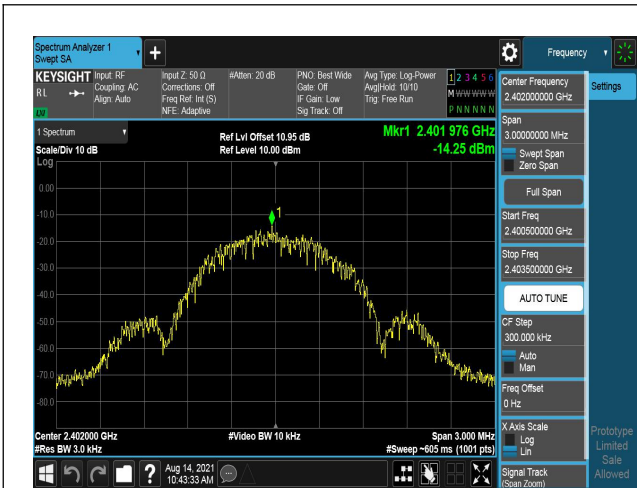 Spectrum Analyzer 1
Swept SA
+
Frequency
KEYSIGHT
R L
LXI
Input: RF
Coupling: AC
Align: Auto
Input Z: 50 Ω
Corrections: Off
Freq Ref: Int (S)
NFE: Adaptive
#Atten: 20 dB
PNO: Best Wide
Gate: Off
IF Gain: Low
Sig Track: Off
Avg Type: Log-Power
Avg|Hold: 10/10
Trig: Free Run
1 2 3 4 5 6
M W W W W W
P N N N N N
1 Spectrum
Scale/Div 10 dB
Ref Lvl Offset 10.95 dB
Ref Level 10.00 dBm
Mkr1 2.401 976 GHz
-14.25 dBm
Log
0.00
-10.0
-20.0
-30.0
-40.0
-50.0
-60.0
-70.0
-80.0
1
Center 2.402000 GHz
#Res BW 3.0 kHz
#Video BW 10 kHz
Span 3.000 MHz
#Sweep ~605 ms (1001 pts)
Aug 14, 2021
10:43:33 AM
?
Center Frequency
2.402000000 GHz
Span
3.00000000 MHz
Swept Span
Zero Span
Full Span
Start Freq
2.400500000 GHz
Stop Freq
2.403500000 GHz
AUTO TUNE
CF Step
300.000 kHz
Auto
Man
Freq Offset
0 Hz
X Axis Scale
Log
Lin
Signal Track
(Span Zoom)
Settings
Prototype
Limited
Sale
Allowed